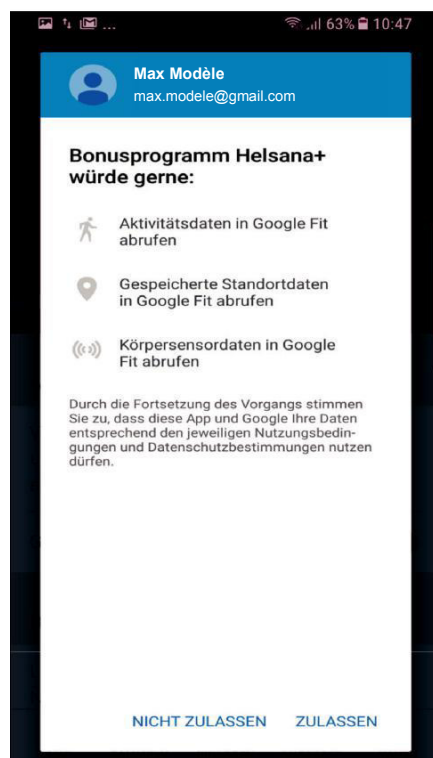 63% 10:47
Max Modèle
max.modele@gmail.com
Bonusprogramm Helsana+
würde gerne:
Aktivitätsdaten in Google Fit
abrufen
Gespeicherte Standortdaten
in Google Fit abrufen
Körpersensordaten in Google
Fit abrufen
Durch die Fortsetzung des Vorgangs stimmen
Sie zu, dass diese App und Google Ihre Daten
entsprechend den jeweiligen Nutzungsbedin-
gungen und Datenschutzbestimmungen nutzen
dürfen.
NICHT ZULASSEN ZULASSEN